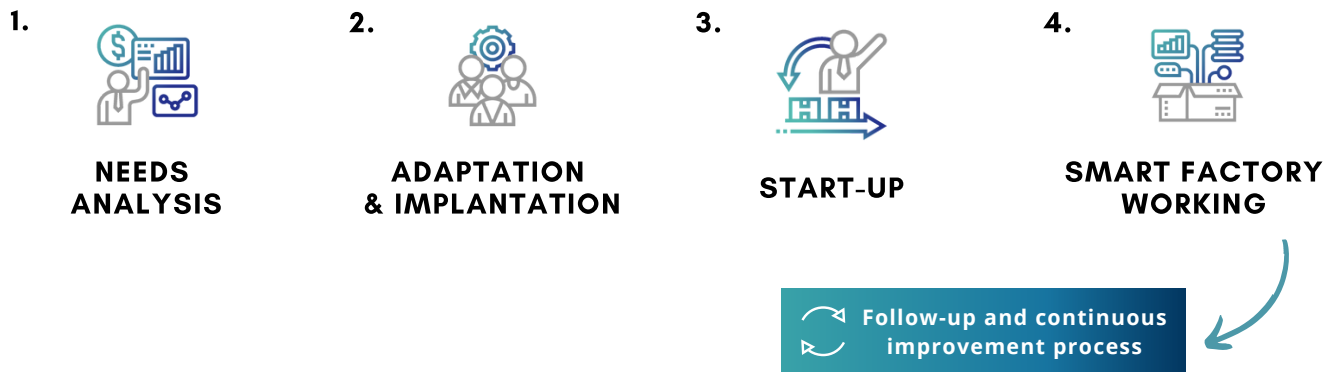 1.
NEEDS
ANALYSIS
2.
ADAPTATION
& IMPLANTATION
3.
START-UP
4.
SMART FACTORY
WORKING
Follow-up and continuous
improvement process